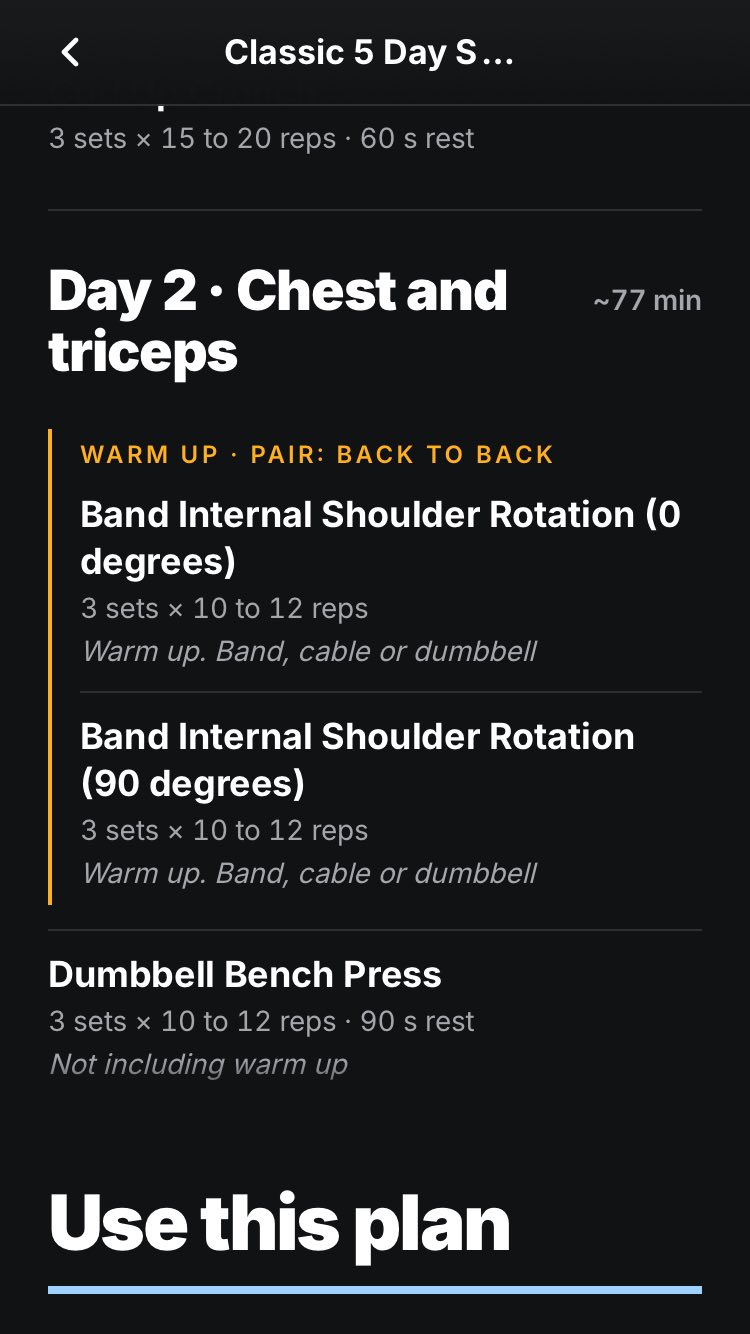 Classic 5 Day S...
3 sets × 15 to 20 reps · 60 s rest
Day 2 · Chest and
triceps
~77 min
WARM UP · PAIR: BACK TO BACK
Band Internal Shoulder Rotation (0
degrees)
3 sets × 10 to 12 reps
Warm up. Band, cable or dumbbell
Band Internal Shoulder Rotation
(90 degrees)
3 sets × 10 to 12 reps
Warm up. Band, cable or dumbbell
Dumbbell Bench Press
3 sets × 10 to 12 reps · 90 s rest
Not including warm up
Use this plan